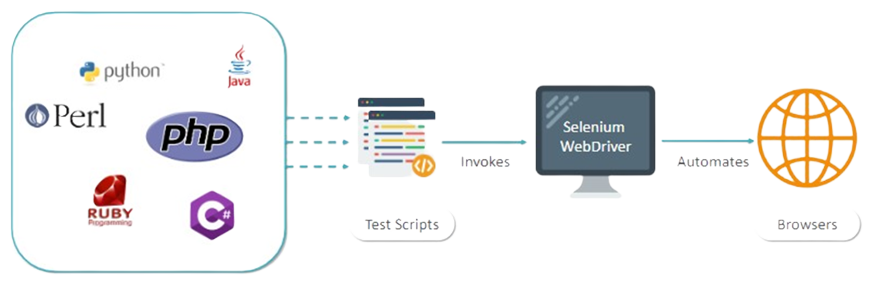 python
Java
Perl
php
RUBY
Programming
C#
Test Scripts
</>
Invokes
Selenium
WebDriver
Automates
Browsers